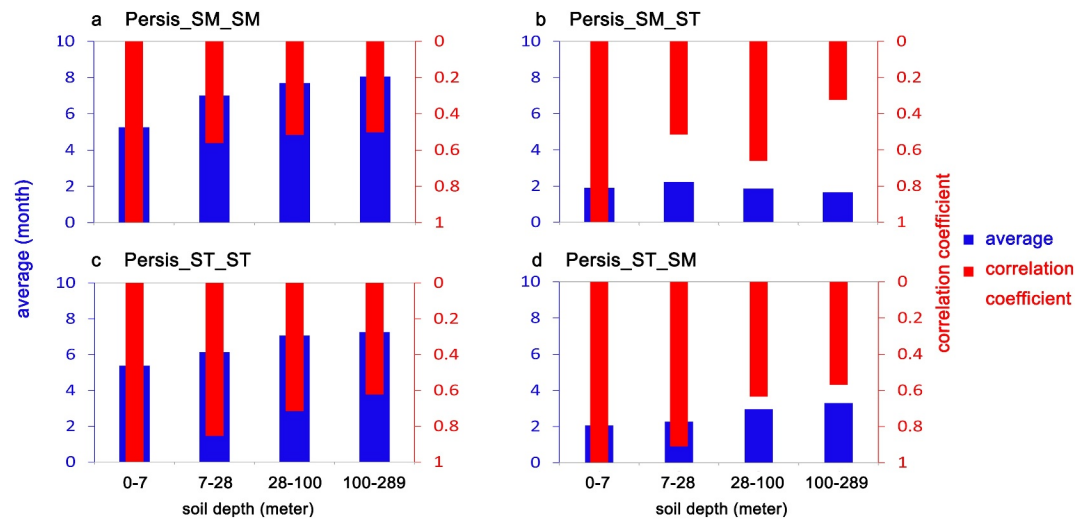 a Persis_SM_SM
b Persis_SM_ST
10 0 10 0
8 0.2 8 0.2
6 0.4 6 0.4
4 0.6 4 0.6
2 0.8 2 0.8
0 1 0 1
average (month)
correlation coefficient
average
correlation
coefficient
c Persis_ST_ST
d Persis_ST_SM
10 0 10 0
8 0.2 8 0.2
6 0.4 6 0.4
4 0.6 4 0.6
2 0.8 2 0.8
0 1 0 1
0-7 7-28 28-100 100-289 0-7 7-28 28-100 100-289
soil depth (meter) soil depth (meter)